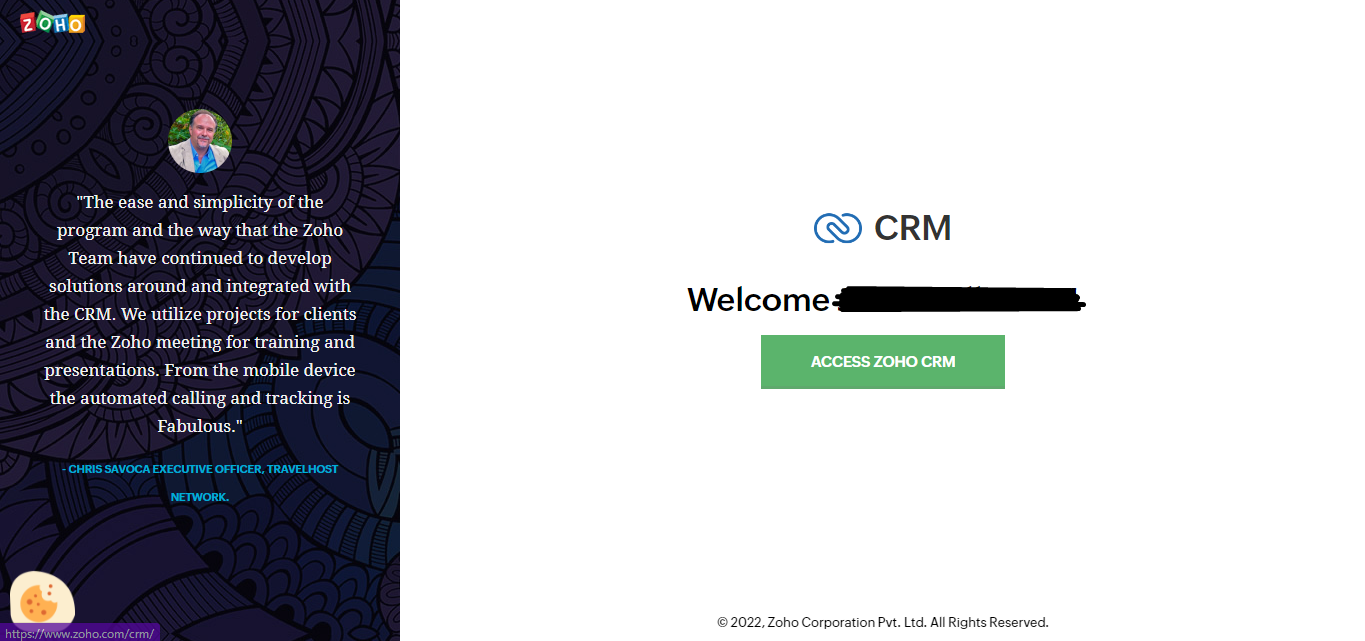 ZOHO
"The ease and simplicity of the
program and the way that the Zoho
Team have continued to develop
solutions around and integrated with
the CRM. We utilize projects for clients
and the Zoho meeting for training and
presentations. From the mobile device
the automated calling and tracking is
Fabulous."
- CHRIS SAVOCA EXECUTIVE OFFICER, TRAVELHOST
NETWORK.
https://www.zoho.com/crm/
CRM
Welcome
ACCESS ZOHO CRM
© 2022, Zoho Corporation Pvt. Ltd. All Rights Reserved.